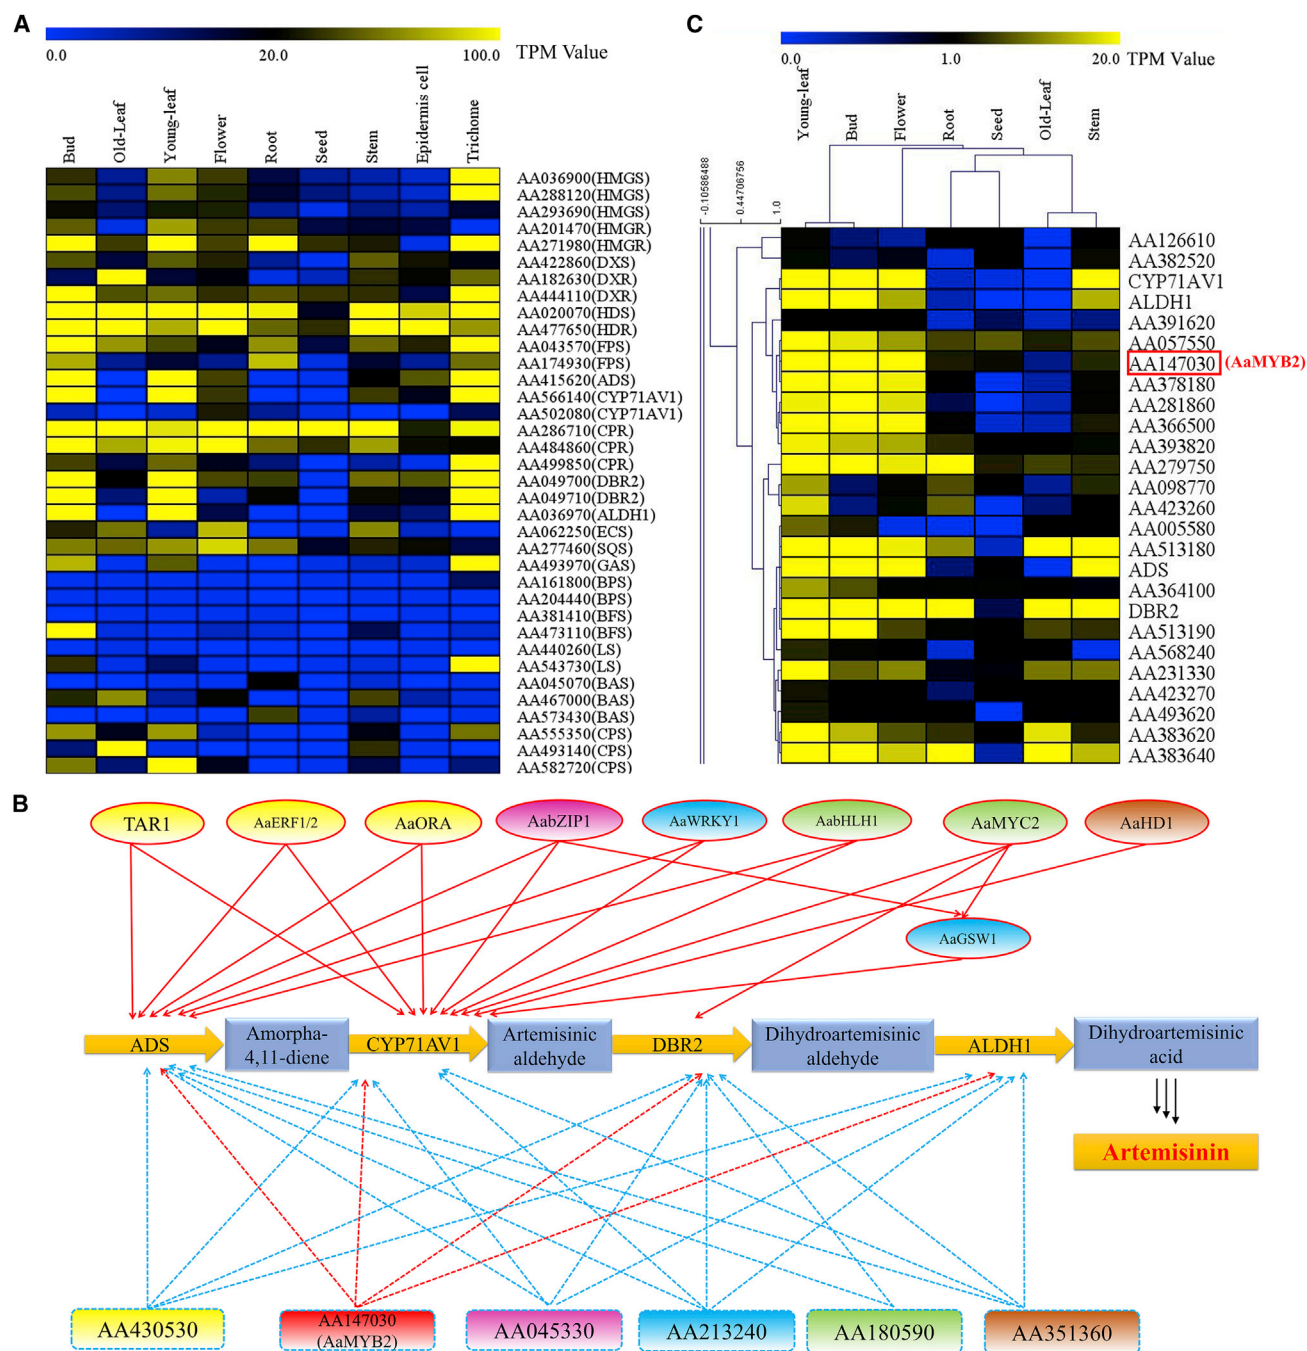 A
0.0 20.0 100.0 TPM Value
Bud Old-Leaf Young-leaf Flower Root Seed Stem Epidermis cell Trichome
AA036900(HMGS)
AA288120(HMGS)
AA293690(HMGS)
AA201470(HMGR)
AA271980(HMGR)
AA422860(DXS)
AA182630(DXR)
AA444110(DXR)
AA020070(HDS)
AA477650(HDR)
AA043570(FPS)
AA174930(FPS)
AA415620(ADS)
AA566140(CYP71AV1)
AA502080(CYP71AV1)
AA286710(CPR)
AA484860(CPR)
AA499850(CPR)
AA049700(DBR2)
AA049710(DBR2)
AA036970(ALDH1)
AA062250(ECS)
AA277460(SQS)
AA493970(GAS)
AA161800(BPS)
AA204440(BPS)
AA381410(BFS)
AA473110(BFS)
AA440260(LS)
AA543730(LS)
AA045070(BAS)
AA467000(BAS)
AA573430(BAS)
AA555350(CPS)
AA493140(CPS)
AA582720(CPS)
C
0.0 1.0 20.0 TPM Value
Young-leaf Bud Flower Root Seed Old-Leaf Stem
-0.10586488 0.44706756 1.0
AA126610
AA382520
CYP71AV1
ALDH1
AA391620
AA057550
AA147030 (AaMYB2)
AA378180
AA281860
AA366500
AA393820
AA279750
AA098770
AA423260
AA005580
AA513180
ADS
AA364100
DBR2
AA513190
AA568240
AA231330
AA423270
AA493620
AA383620
AA383640
B
TAR1 AaERF1/2 AaORA AabZIP1 AaWRKY1 AabHLH1 AaMYC2 AaHD1
AaGSW1
ADS
Amorpha-
4,11-diene
CYP71AV1
Artemisinic
aldehyde
DBR2
Dihydroartemisinic
aldehyde
ALDH1
Dihydroartemisinic
acid
Artemisinin
AA430530
AA147030
(AaMYB2)
AA045330
AA213240
AA180590
AA351360